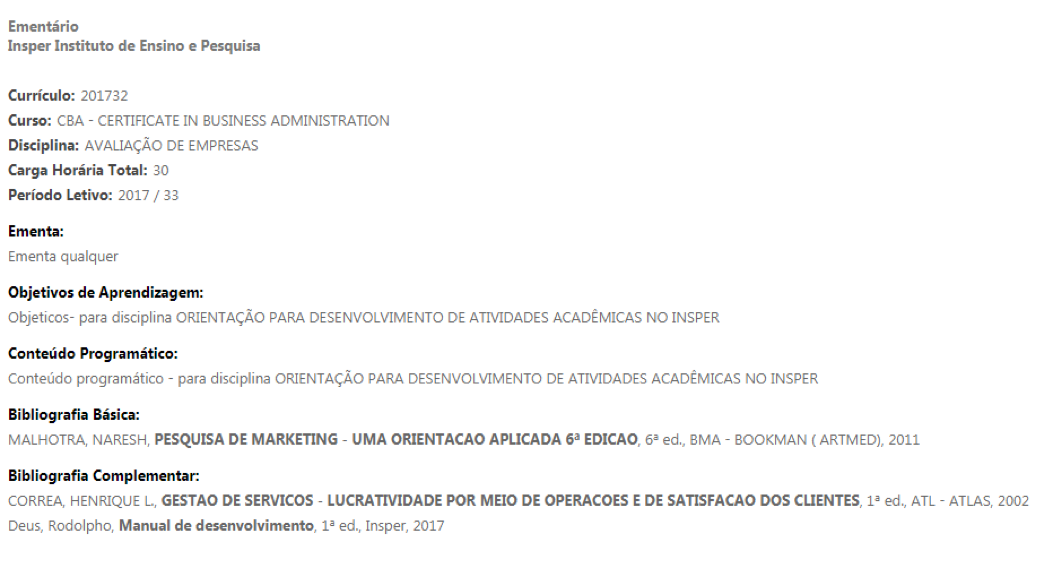 Ementário
Insper Instituto de Ensino e Pesquisa
Currículo: 201732
Curso: CBA - CERTIFICATE IN BUSINESS ADMINISTRATION
Disciplina: AVALIAÇÃO DE EMPRESAS
Carga Horária Total: 30
Período Letivo: 2017 / 33
Ementa:
Ementa qualquer
Objetivos de Aprendizagem:
Objeticos- para disciplina ORIENTAÇÃO PARA DESENVOLVIMENTO DE ATIVIDADES ACADÊMICAS NO INSPER
Conteúdo Programático:
Conteúdo programático - para disciplina ORIENTAÇÃO PARA DESENVOLVIMENTO DE ATIVIDADES ACADÊMICAS NO INSPER
Bibliografia Básica:
MALHOTRA, NARESH, PESQUISA DE MARKETING - UMA ORIENTACAO APLICADA 6ª EDICAO, 6ª ed., BMA - BOOKMAN ( ARTMED), 2011
Bibliografia Complementar:
CORREA, HENRIQUE L., GESTAO DE SERVICOS - LUCRATIVIDADE POR MEIO DE OPERACOES E DE SATISFACAO DOS CLIENTES, 1ª ed., ATL - ATLAS, 2002
Deus, Rodolpho, Manual de desenvolvimento, 1ª ed., Insper, 2017